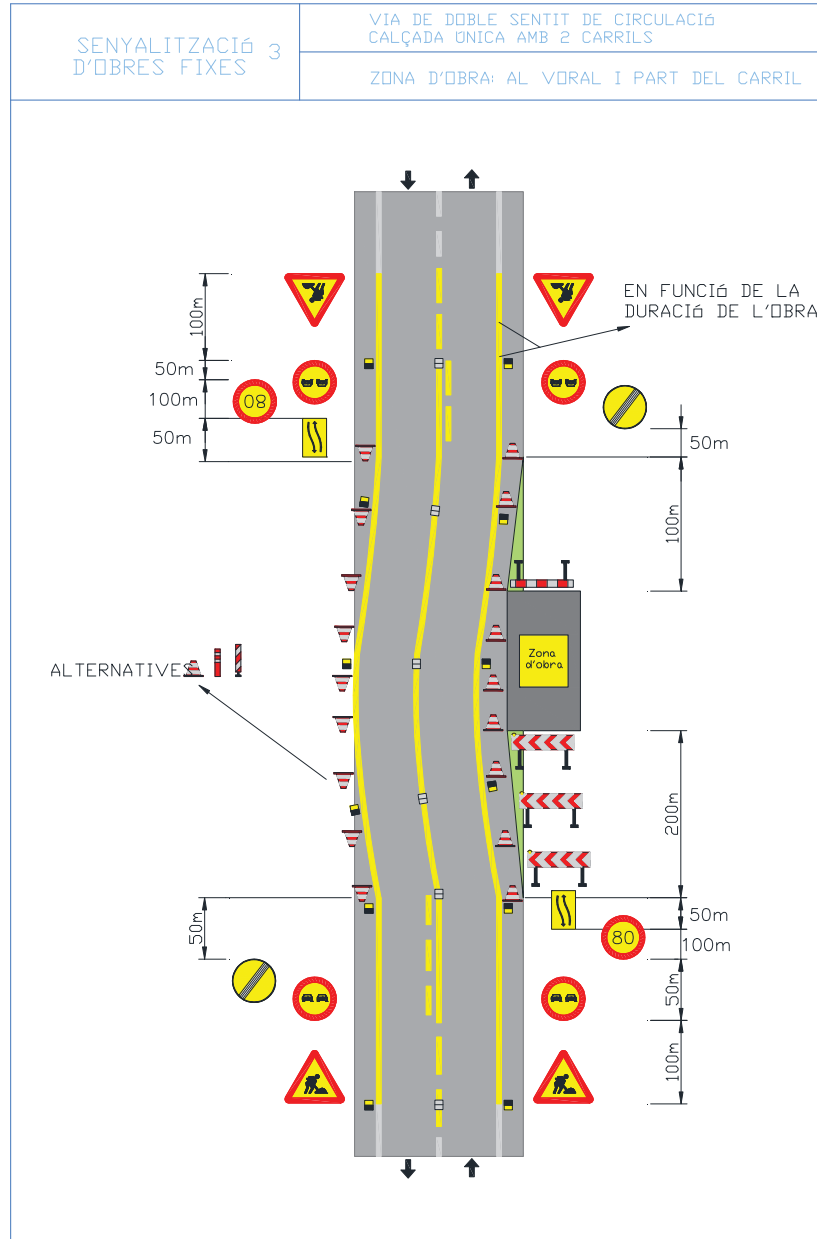 SENYALITZACIó 3
D'OBRES FIXES
VIA DE DOBLE SENTIT DE CIRCULACIó
CALÇADA ÚNICA AMB 2 CARRILS
ZONA D'OBRA: AL VORAL I PART DEL CARRIL
100m
50m
100m
50m
80
EN FUNCIó DE LA
DURACIó DE L'OBRA
50m
100m
Zona
d'obra
ALTERNATIVES
200m
50m
50m
100m
80
50m
100m